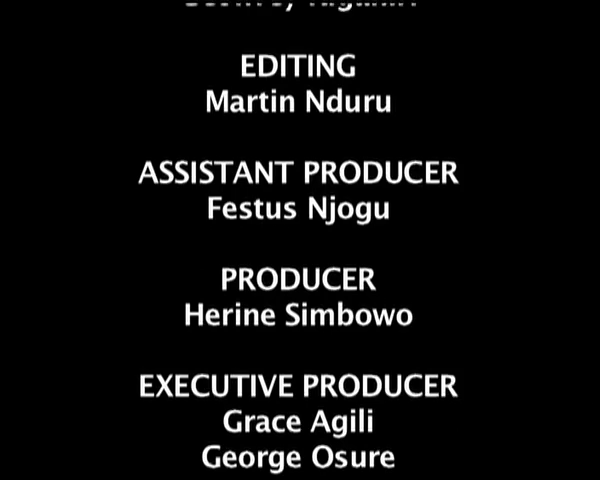 EDITING
Martin Nduru
ASSISTANT PRODUCER
Festus Njogu
PRODUCER
Herine Simbowo
EXECUTIVE PRODUCER
Grace Agili
George Osure